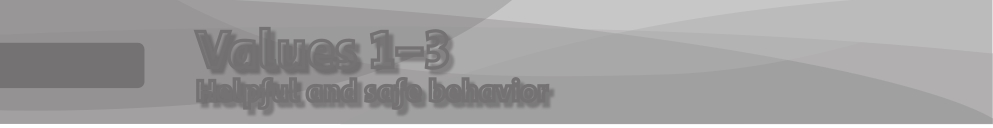 Values 1–3
Helpful and safe behavior